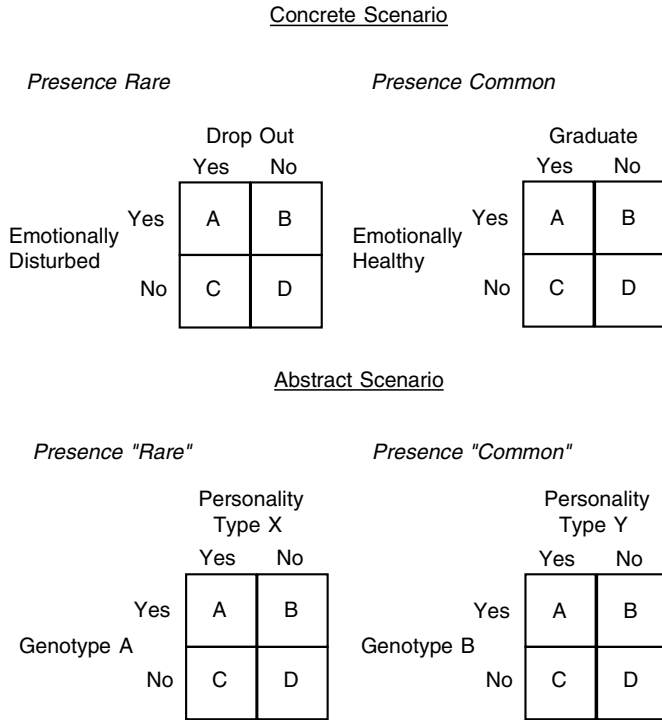 Concrete Scenario
Presence Rare
Presence Common
Drop Out
Graduate
Yes No
Yes No
Emotionally
Disturbed
Yes A B
No C D
Emotionally
Healthy
Yes A B
No C D
Abstract Scenario
Presence "Rare"
Presence "Common"
Personality
Type X
Personality
Type Y
Yes No
Yes No
Genotype A
Yes A B
No C D
Genotype B
Yes A B
No C D